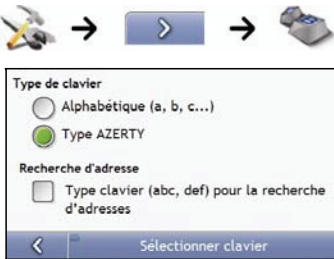 Type de clavier
Alphabétique (a, b, c...)
Type AZERTY
Recherche d'adresse
Type clavier (abc, def) pour la recherche
d'adresses
Sélectionner clavier